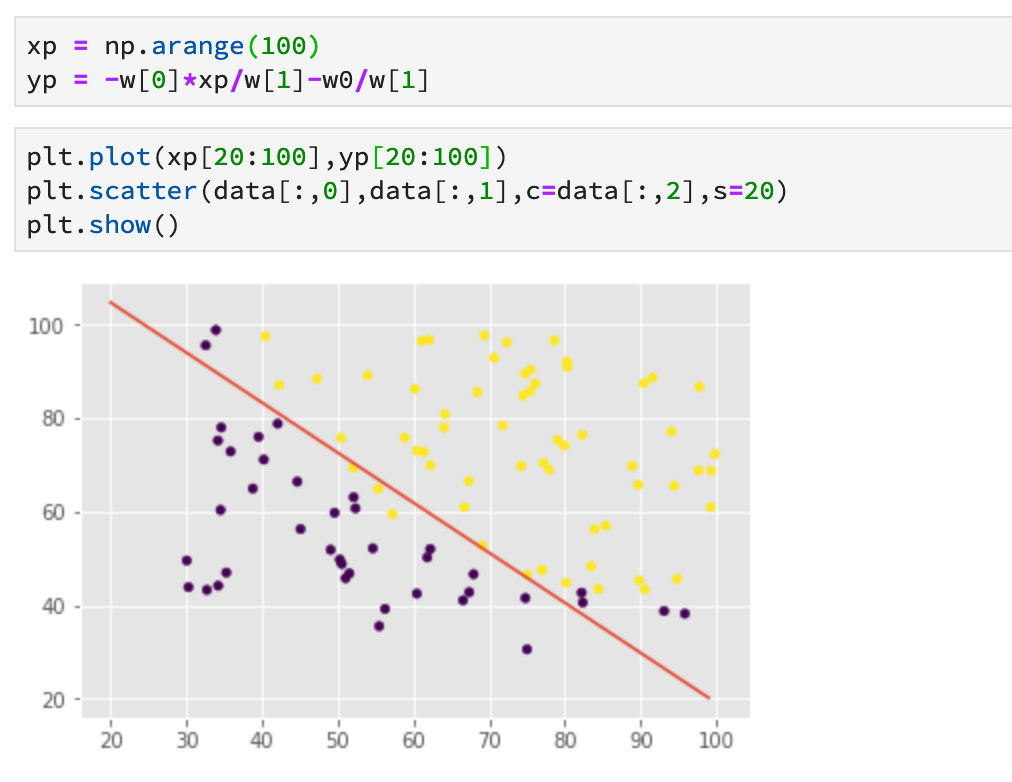 xp = np.arange(100)
yp = -w[0]*xp/w[1]-w0/w[1]
plt.plot(xp[20:100],yp[20:100])
plt.scatter(data[:,0],data[:,1],c=data[:,2],s=20)
plt.show()
100
80
60
40
20
20 30 40 50 60 70 80 90 100